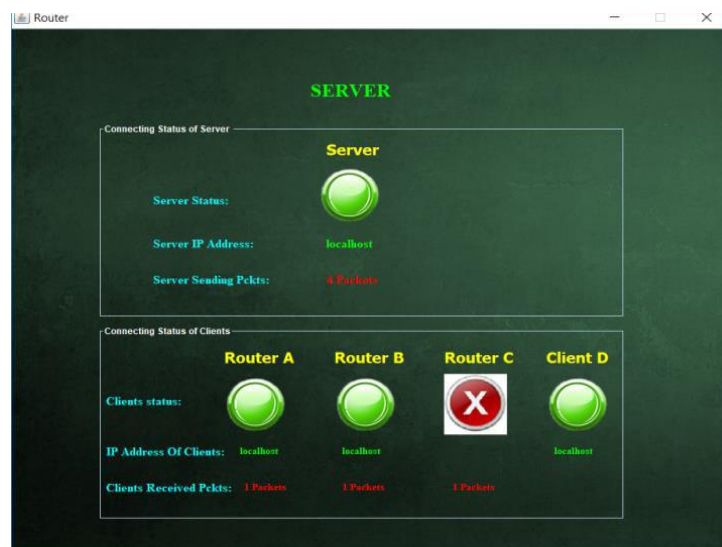 Router
SERVER
Connecting Status of Server
Server
Server Status:
Server IP Address: localhost
Server Sending Pckts: 4 Packets
Connecting Status of Clients
Router A Router B Router C Client D
Clients status: X
IP Address Of Clients: localhost localhost localhost
Clients Received Pckts: 1 Packets 1 Packets 1 Packets